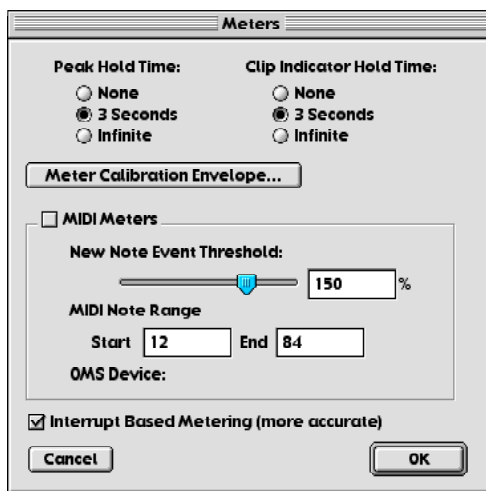 Meters
Peak Hold Time: Clip Indicator Hold Time:
None None
3 Seconds 3 Seconds
Infinite Infinite
Meter Calibration Envelope...
MIDI Meters
New Note Event Threshold:
150 %
MIDI Note Range
Start 12 End 84
OMS Device:
Interrupt Based Metering (more accurate)
Cancel OK